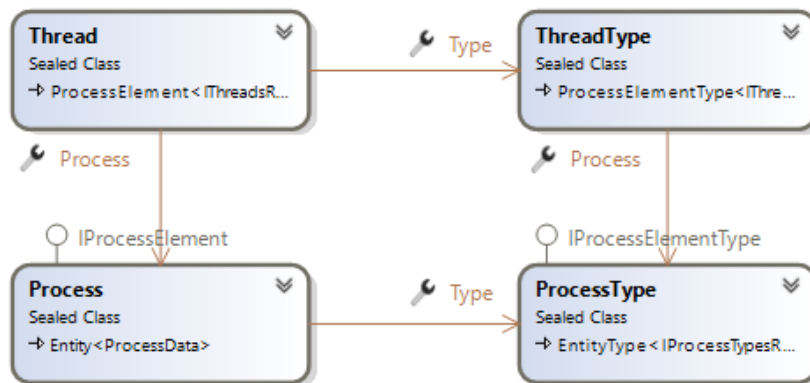 Thread
Sealed Class
ProcessElement<IThreadsR...
Type
ThreadType
Sealed Class
ProcessElementType<IThre...
Process
Process
IProcessElement
IProcessElementType
Process
Sealed Class
Entity<ProcessData>
Type
ProcessType
Sealed Class
EntityType<IProcessTypesR...